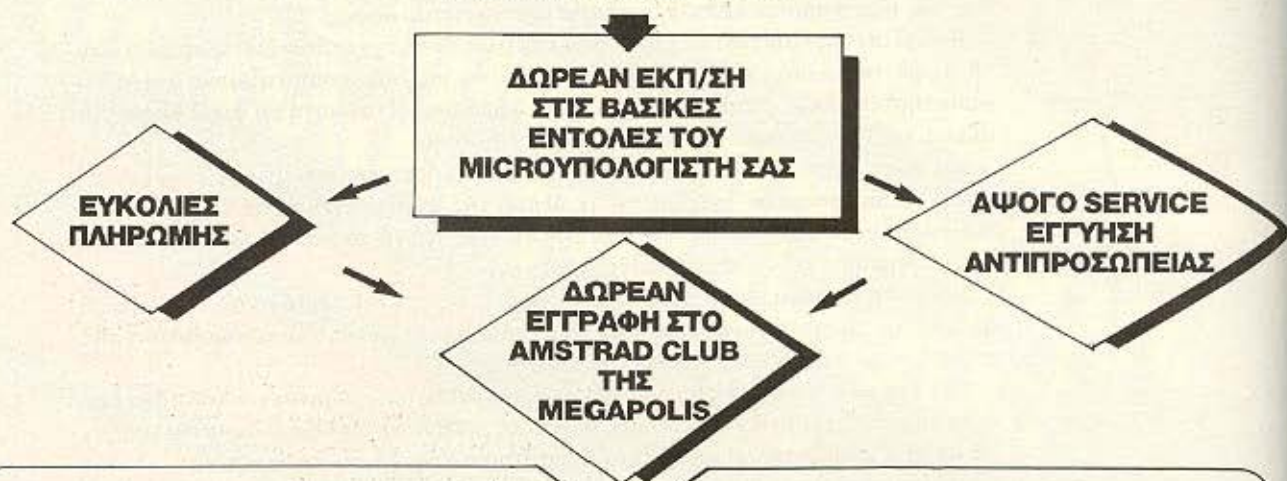 ΔΩΡΕΑΝ ΕΚΠ/ΣΗ
ΣΤΙΣ ΒΑΣΙΚΕΣ
ΕΝΤΟΛΕΣ ΤΟΥ
MICROΥΠΟΛΟΓΙΣΤΗ ΣΑΣ
ΕΥΚΟΛΙΕΣ
ΠΛΗΡΩΜΗΣ
ΑΨΟΓΟ SERVICE
ΕΓΓΥΗΣΗ
ΑΝΤΙΠΡΟΣΩΠΕΙΑΣ
ΔΩΡΕΑΝ
ΕΓΓΡΑΦΗ ΣΤΟ
AMSTRAD CLUB
ΤΗΣ
MEGAPOLIS